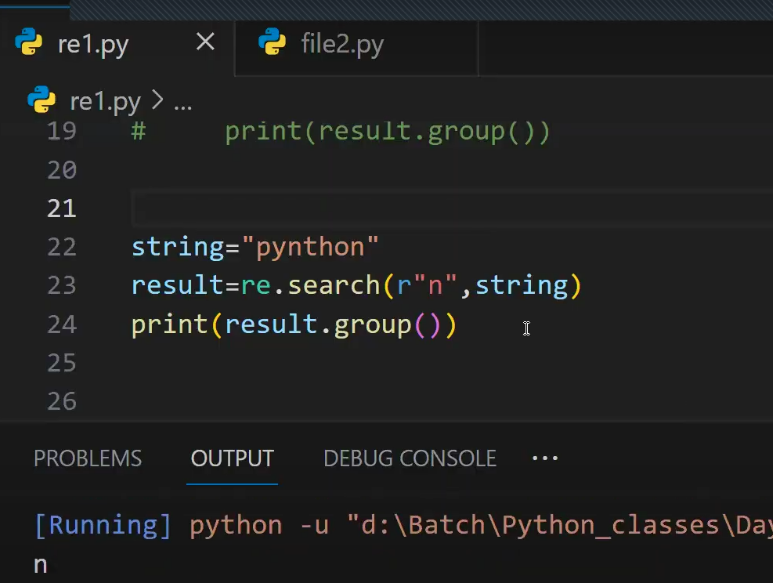 re1.py file2.py
re1.py > ...
19 # print(result.group())
20
21
22 string="pynthon"
23 result=re.search(r"n",string)
24 print(result.group())
25
26
PROBLEMS OUTPUT DEBUG CONSOLE ...
[Running] python -u "d:\Batch\Python_classes\Day
n